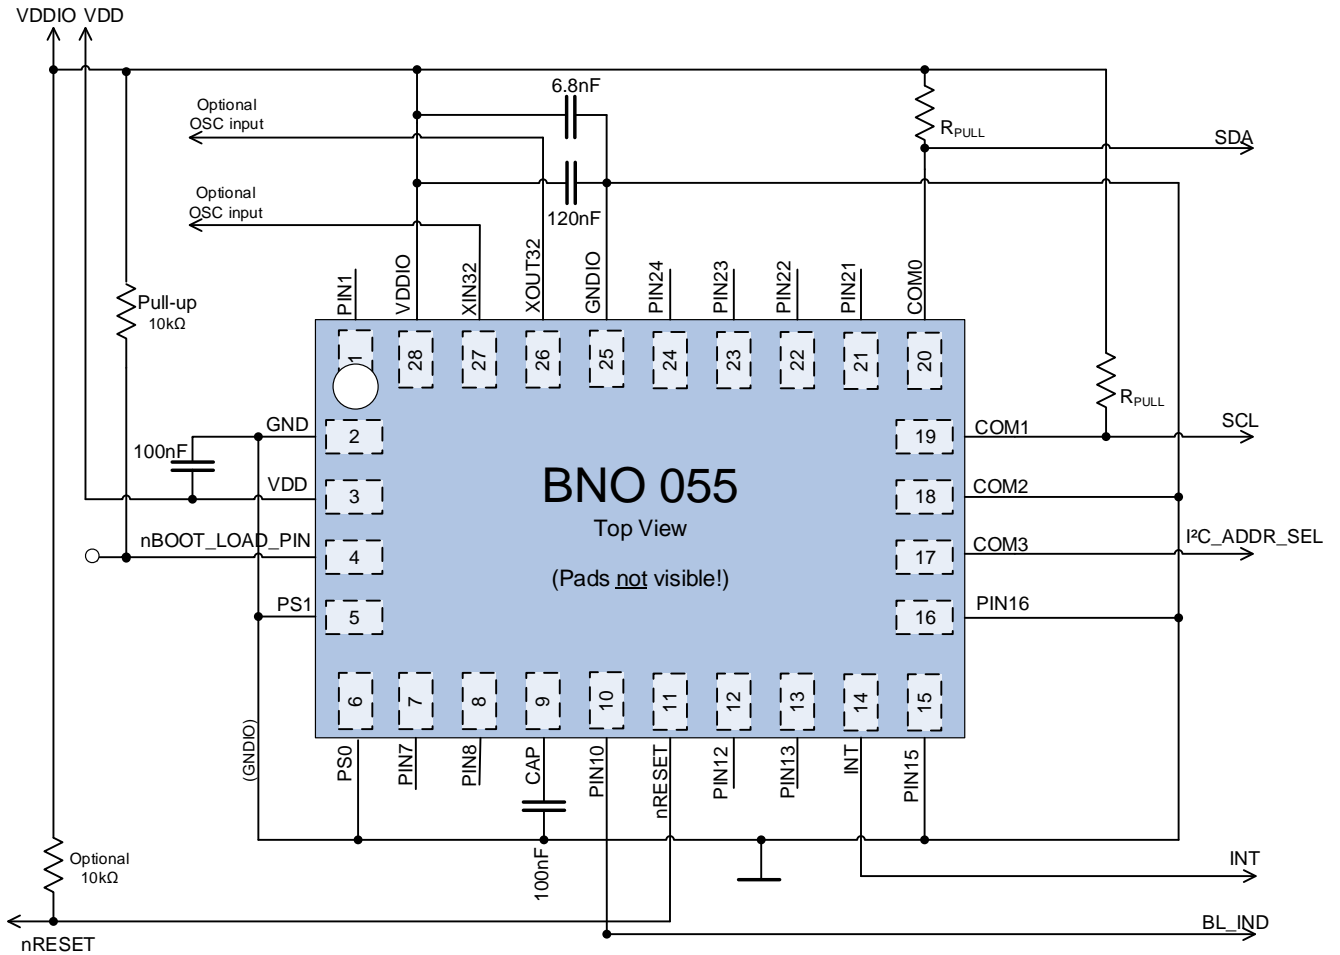 VDDIO VDD
6.8nF
Optional
OSC input
RPULL
SDA
Optional
OSC input
120nF
PIN1
VDDIO
XIN32
XOUT32
GNDIO
PIN24
PIN23
PIN22
PIN21
COM0
Pull-up
10kΩ
1
28
27
26
25
24
23
22
21
20
RPULL
GND
2
19
COM1
SCL
100nF
VDD
3
BNO 055
18
COM2
Top View
nBOOT_LOAD_PIN
4
17
COM3
I²C_ADDR_SEL
(Pads not visible!)
PS1
5
16
PIN16
6
7
8
9
10
11
12
13
14
15
(GNDIO)
PS0
PIN7
PIN8
CAP
PIN10
nRESET
PIN12
PIN13
INT
PIN15
Optional
10kΩ
100nF
INT
BL_IND
nRESET